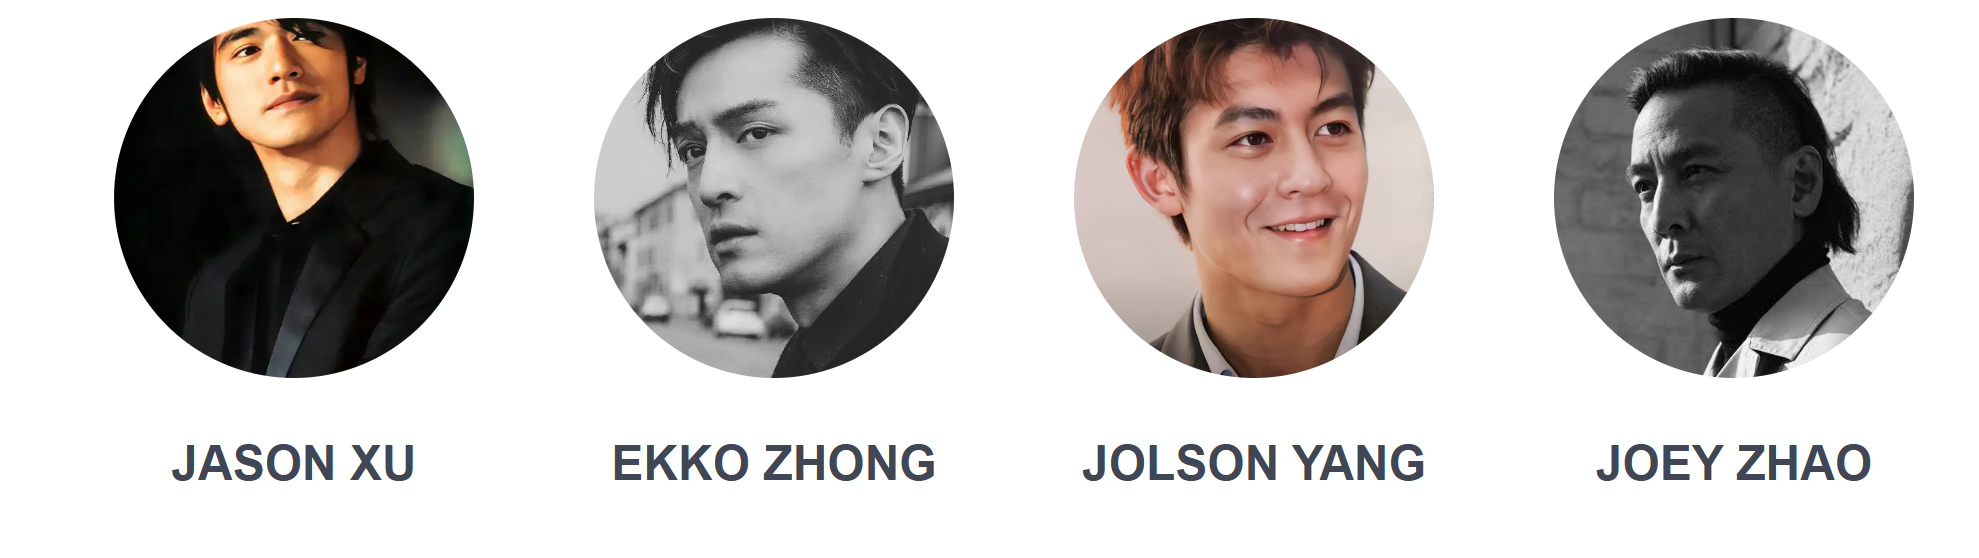 JASON XU
EKKO ZHONG
JOLSON YANG
JOEY ZHAO